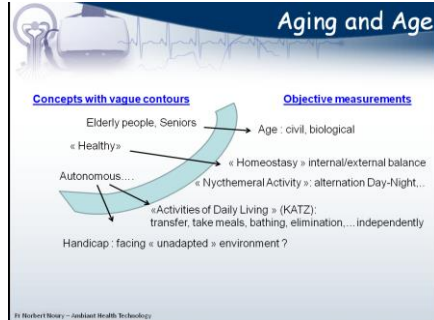 Aging and Age
Concepts with vague contours
Objective measurements
Elderly people, Seniors
Age : civil, biological
« Healthy»
« Homeostasy » internal/external balance
Autonomous....
« Nycthemeral Activity »: alternation Day-Night,..
«Activities of Daily Living » (KATZ):
transfer, take meals, bathing, elimination,... independently
Handicap : facing « unadapted » environment ?
Pr Norbert Noury – Ambiant Health Technology